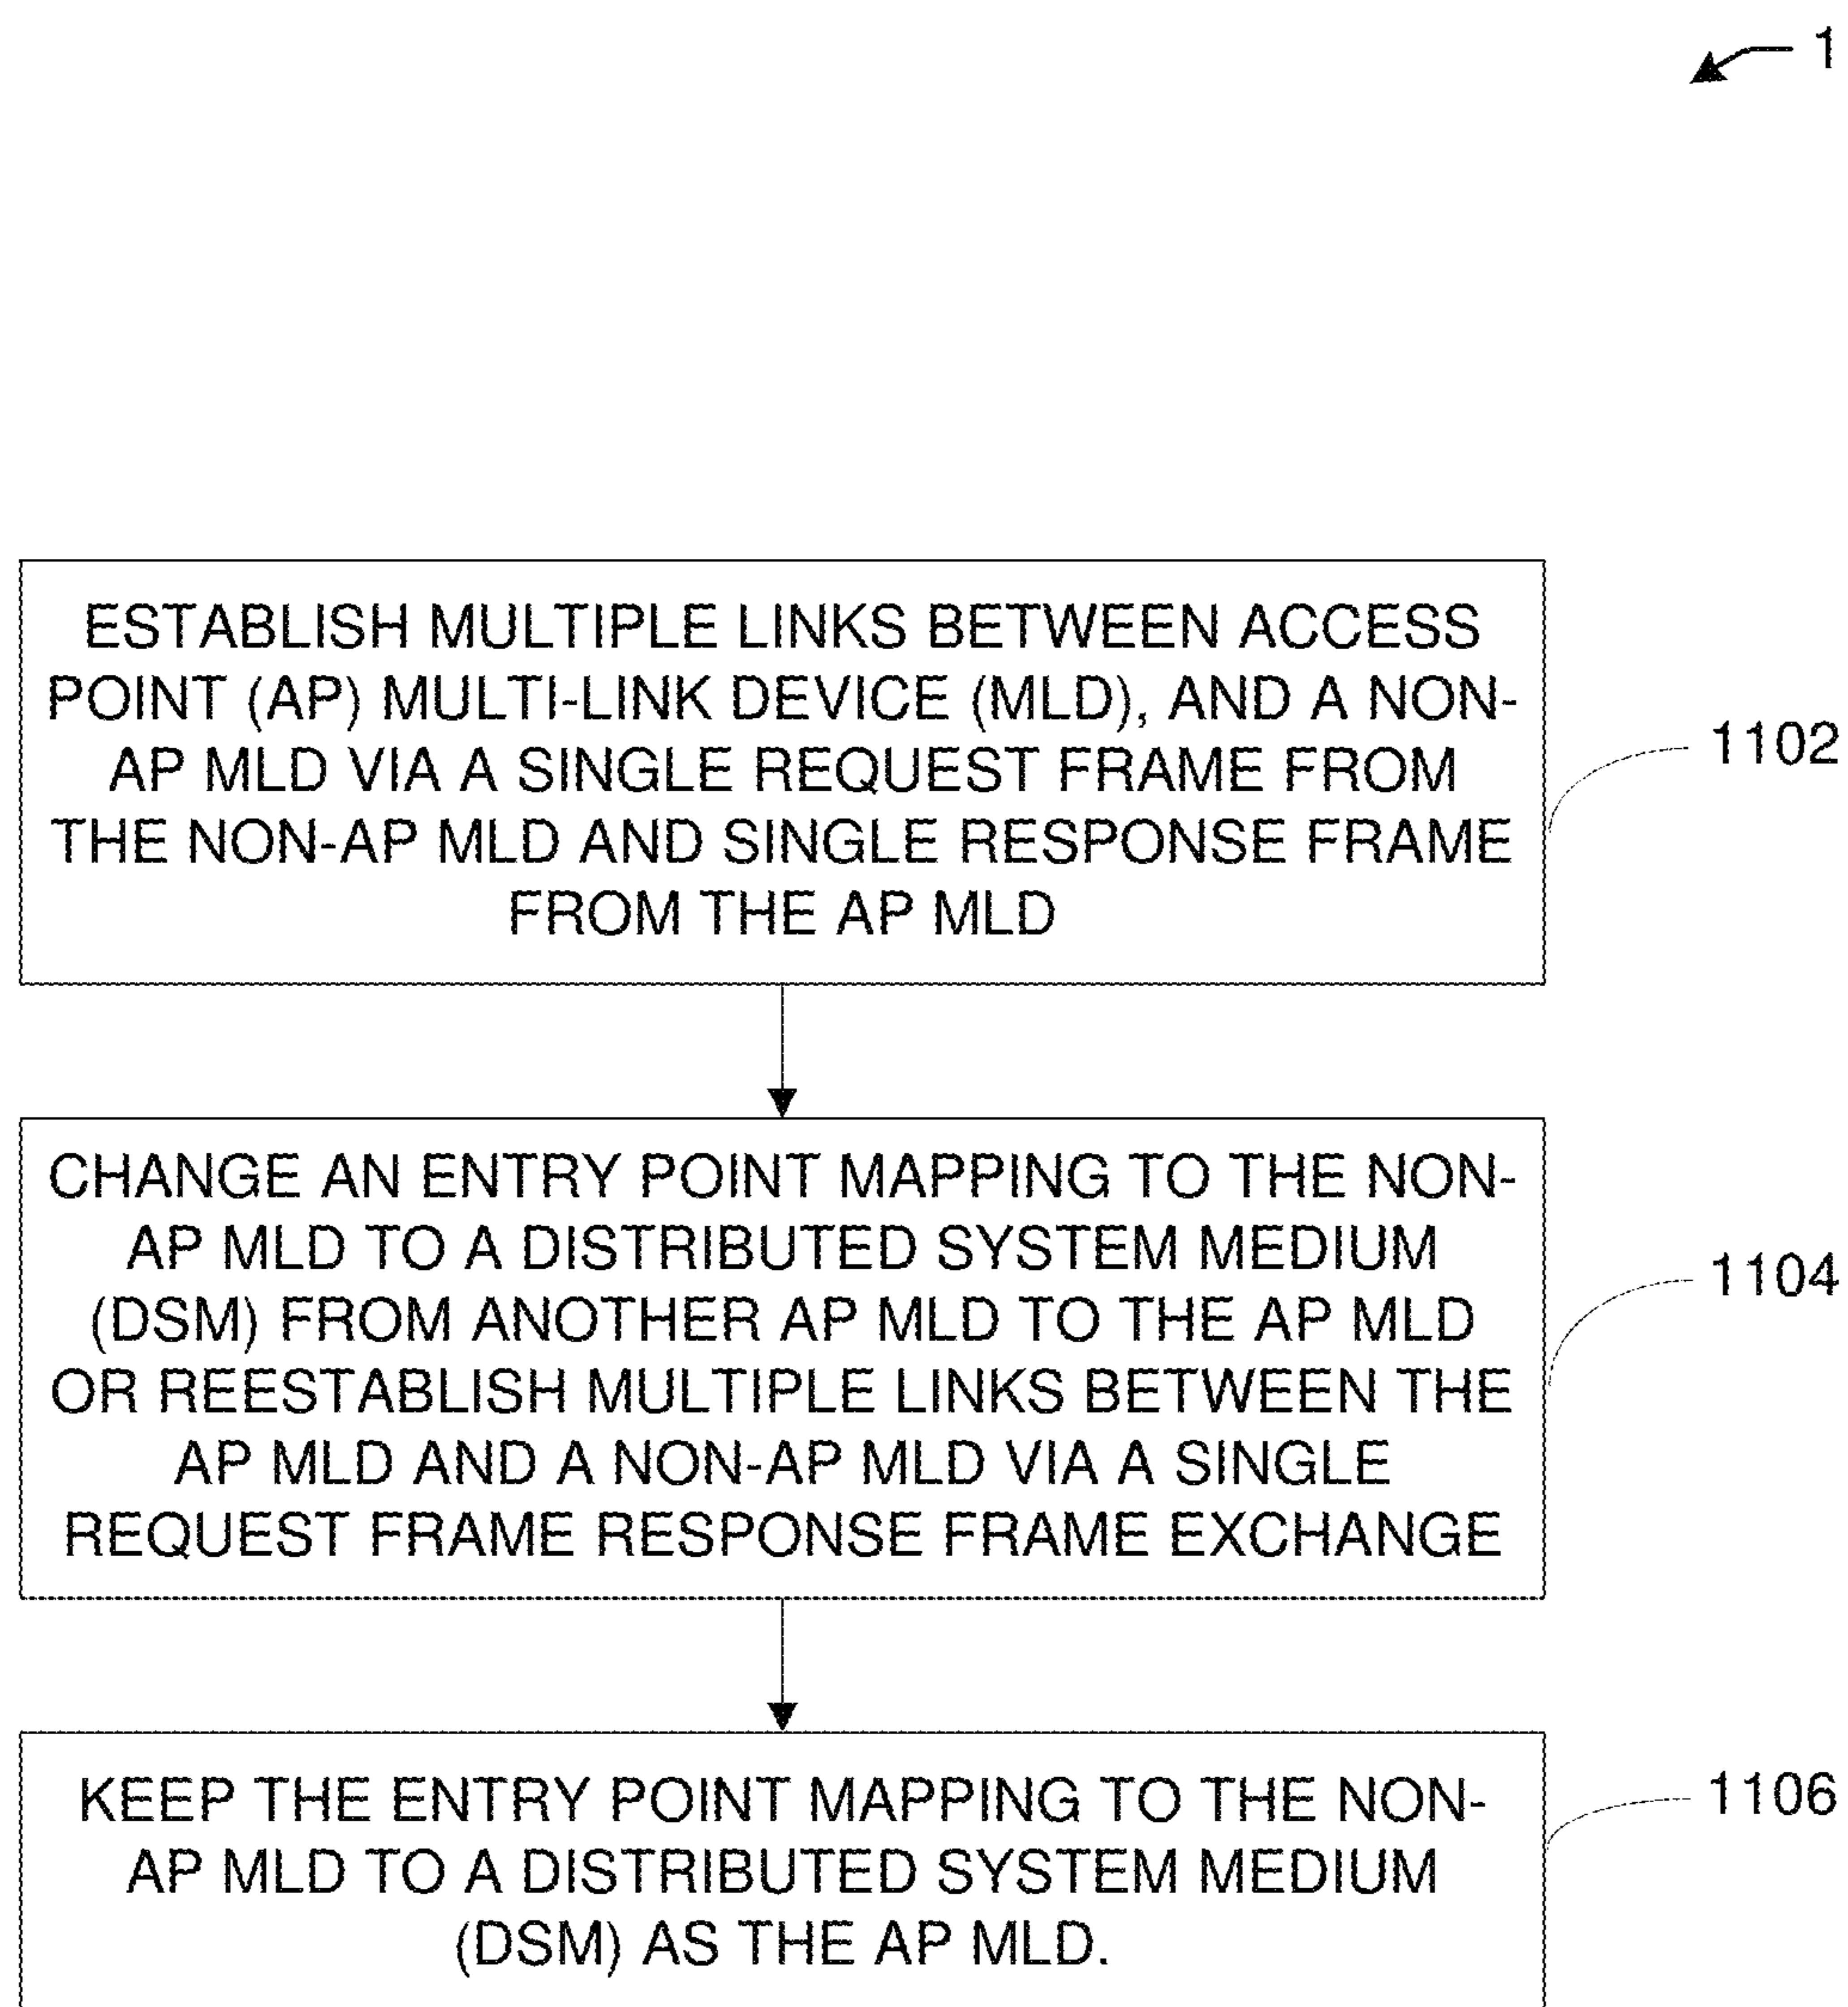 1
ESTABLISH MULTIPLE LINKS BETWEEN ACCESS
POINT (AP) MULTI-LINK DEVICE (MLD), AND A NON-
AP MLD VIA A SINGLE REQUEST FRAME FROM
THE NON-AP MLD AND SINGLE RESPONSE FRAME
FROM THE AP MLD
1102
CHANGE AN ENTRY POINT MAPPING TO THE NON-
AP MLD TO A DISTRIBUTED SYSTEM MEDIUM
(DSM) FROM ANOTHER AP MLD TO THE AP MLD
OR REESTABLISH MULTIPLE LINKS BETWEEN THE
AP MLD AND A NON-AP MLD VIA A SINGLE
REQUEST FRAME RESPONSE FRAME EXCHANGE
1104
KEEP THE ENTRY POINT MAPPING TO THE NON-
AP MLD TO A DISTRIBUTED SYSTEM MEDIUM
(DSM) AS THE AP MLD.
1106